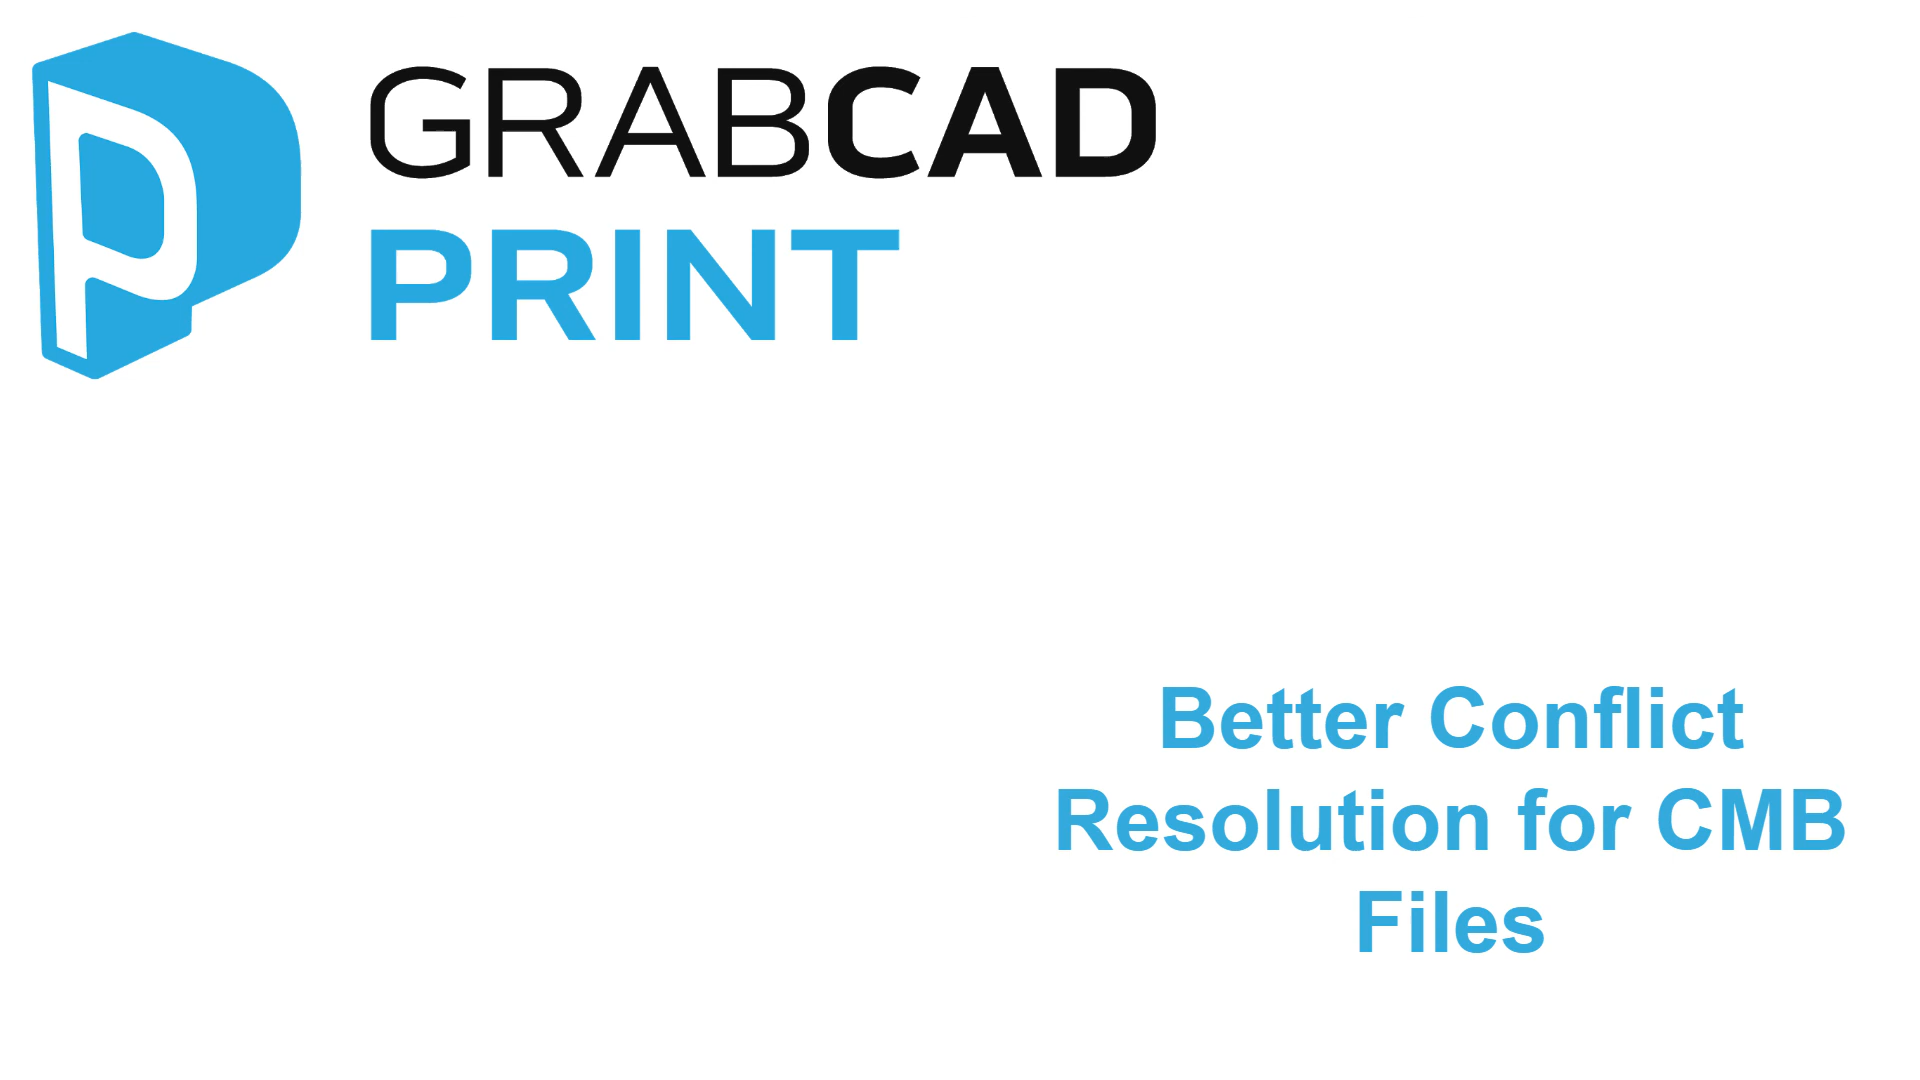 GRABCAD
PRINT
Better Conflict
Resolution for CMB
Files